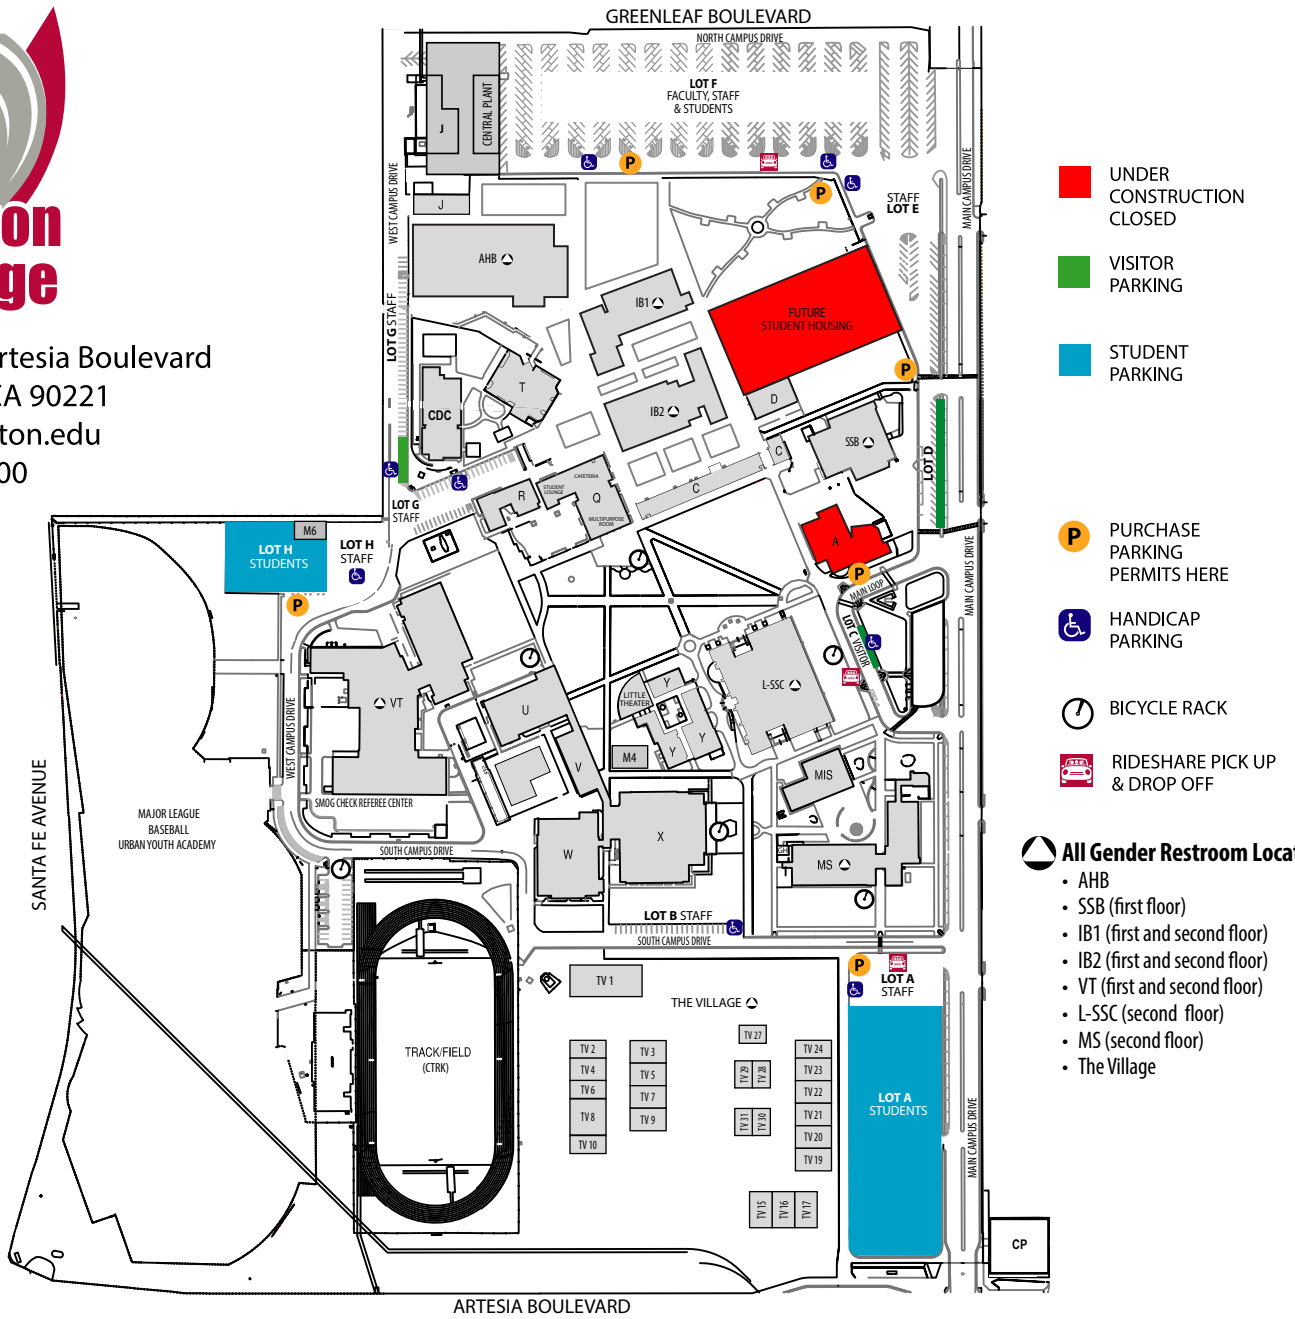 GREENLEAF BOULEVARD
NORTH CAMPUS DRIVE
LOT F
FACULTY, STAFF
& STUDENTS
CENTRAL PLANT
J
J
WEST CAMPUS DRIVE
MAIN CAMPUS DRIVE
STAFF
LOT E
P
P
P
AHB
IB1
IB2
FUTURE
STUDENT HOUSING
LOT G STAFF
T
CDC
D
SSB
C
C
LOT D
R
STUDENT
LOUNGE
CAFETERIA
Q
MULTIPURPOSE
ROOM
LOT G
STAFF
A
M6
LOT H
STUDENTS
LOT H
STAFF
P
P
MAIN LOOP
LOT C VISITOR
MAIN CAMPUS DRIVE
VT
U
V
LITTLE
THEATER
Y
Y
Y
M4
L-SSC
MIS
MS
W
X
WEST CAMPUS DRIVE
SMOG CHECK REFEREE CENTER
SOUTH CAMPUS DRIVE
SANTA FE AVENUE
MAJOR LEAGUE
BASEBALL
URBAN YOUTH ACADEMY
LOT B STAFF
SOUTH CAMPUS DRIVE
P
LOT A
STAFF
LOT A
STUDENTS
TV 1
THE VILLAGE
TV 27
TV 2
TV 4
TV 6
TV 8
TV 10
TV 3
TV 5
TV 7
TV 9
TV 29
TV 28
TV 31
TV 30
TV 24
TV 23
TV 22
TV 21
TV 20
TV 19
TV 15
TV 16
TV 17
TRACK/FIELD
(CTRK)
I
MAIN CAMPUS DRIVE
CP
ARTESIA BOULEVARD
on
ge
rtesia Boulevard
CA 90221
ton.edu
00
UNDER
CONSTRUCTION
CLOSED
VISITOR
PARKING
STUDENT
PARKING
P
PURCHASE
PARKING
PERMITS HERE
HANDICAP
PARKING
BICYCLE RACK
RIDESHARE PICK UP
& DROP OFF
All Gender Restroom Locat
• AHB
• SSB (first floor)
• IB1 (first and second floor)
• IB2 (first and second floor)
• VT (first and second floor)
• L-SSC (second floor)
• MS (second floor)
• The Village